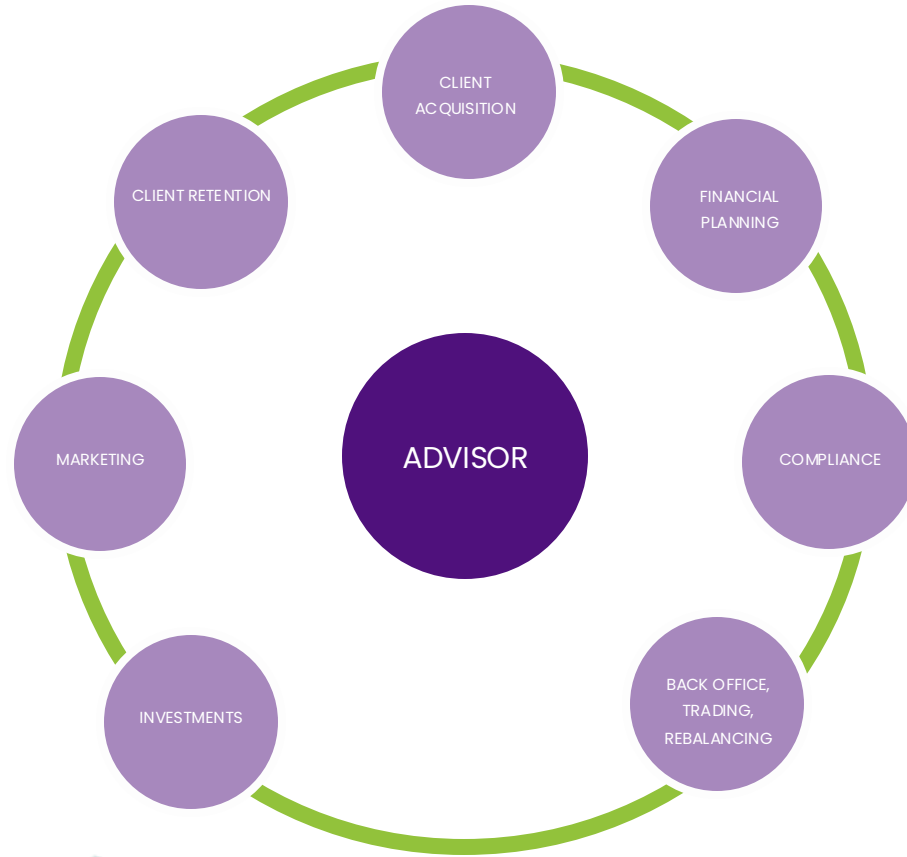 CLIENT
ACQUISITION
CLIENT RETENTION
FINANCIAL
PLANNING
MARKETING
ADVISOR
COMPLIANCE
INVESTMENTS
BACK OFFICE,
TRADING,
REBALANCING